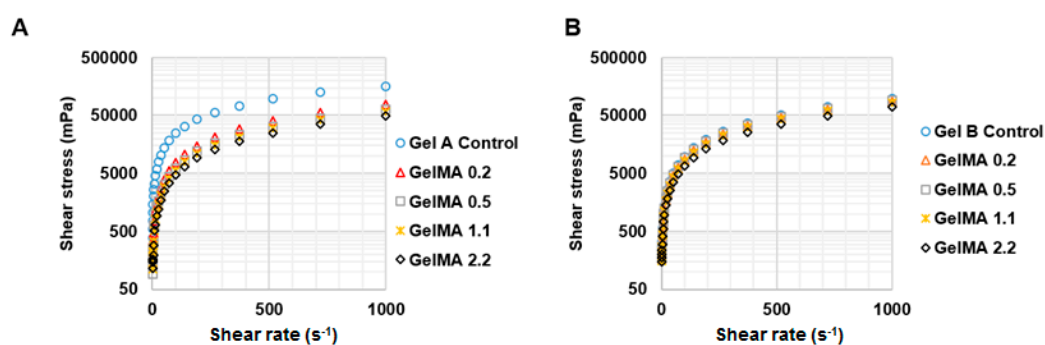 A
Shear stress (mPa)
500000
50000
5000
500
50
0
500
1000
Shear rate (s⁻¹)
Gel A Control
GelMA 0.2
GelMA 0.5
GelMA 1.1
GelMA 2.2
B
Shear stress (mPa)
500000
50000
5000
500
50
0
500
1000
Shear rate (s⁻¹)
Gel B Control
GelMA 0.2
GelMA 0.5
GelMA 1.1
GelMA 2.2